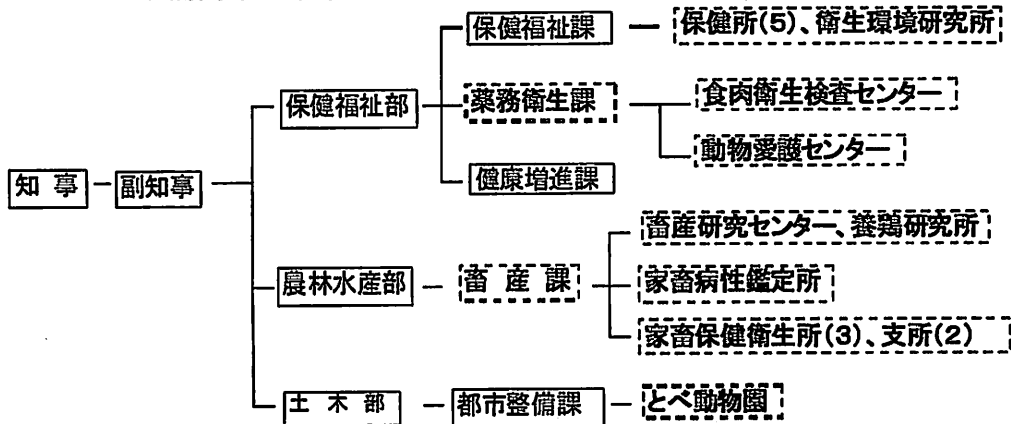 保健福祉課
保健所(5)、衛生環境研究所
保健福祉部
薬務衛生課
食肉衛生検査センター
動物愛護センター
健康増進課
知 事
副知事
畜産研究センター、養鶏研究所
農林水産部
畜 産 課
家畜病性鑑定所
家畜保健衛生所(3)、支所(2)
土 木 部
都市整備課
とべ動物園